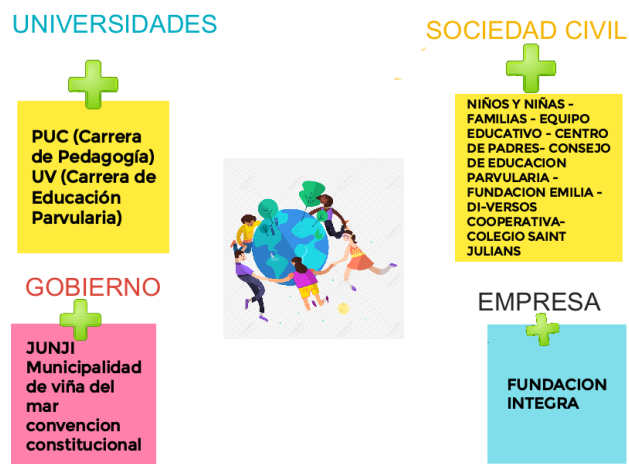 UNIVERSIDADES
PUC (Carrera
de Pedagogía)
UV (Carrera de
Educación
Parvularia)
SOCIEDAD CIVIL
NIÑOS Y NIÑAS -
FAMILIAS - EQUIPO
EDUCATIVO - CENTRO
DE PADRES- CONSEJO
DE EDUCACION
PARVULARIA -
FUNDACION EMILIA -
DI-VERSOS
COOPERATIVA-
COLEGIO SAINT
JULIANS
GOBIERNO
JUNJI
Municipalidad
de viña del
mar
convencion
constitucional
EMPRESA
FUNDACION
INTEGRA